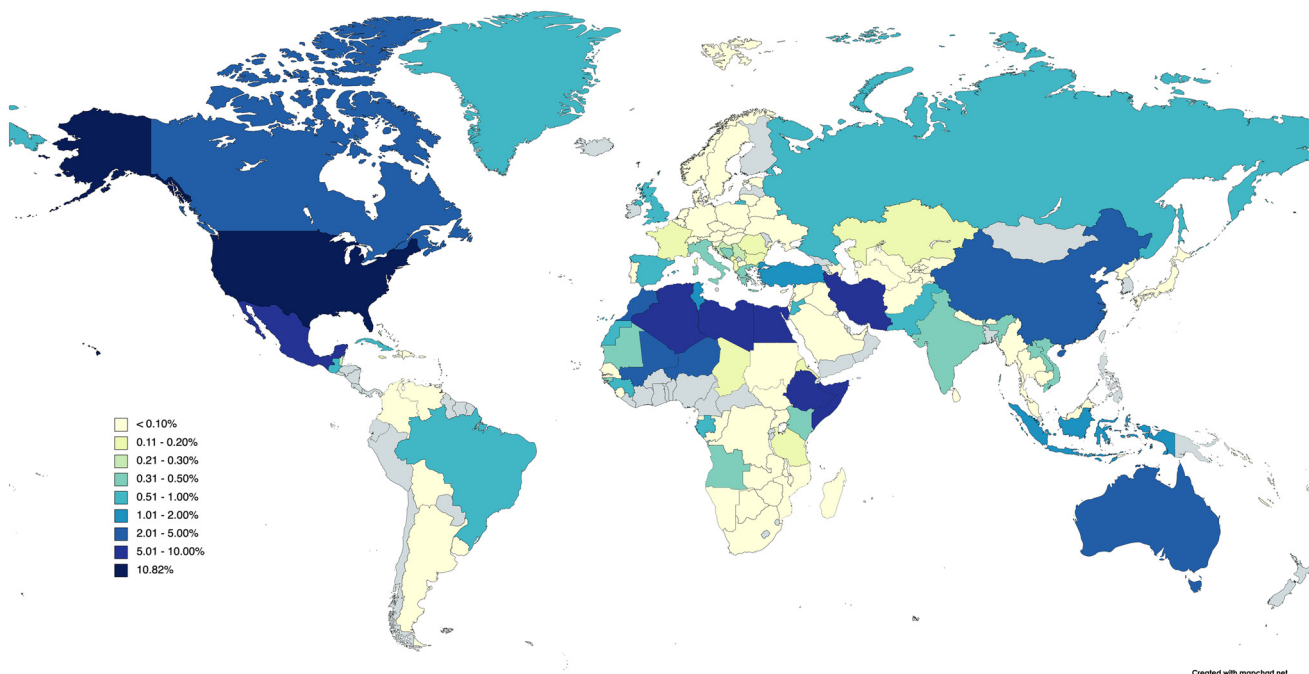 < 0.10%
0.11 - 0.20%
0.21 - 0.30%
0.31 - 0.50%
0.51 - 1.00%
1.01 - 2.00%
2.01 - 5.00%
5.01 - 10.00%
10.82%
Created with mapchart.net